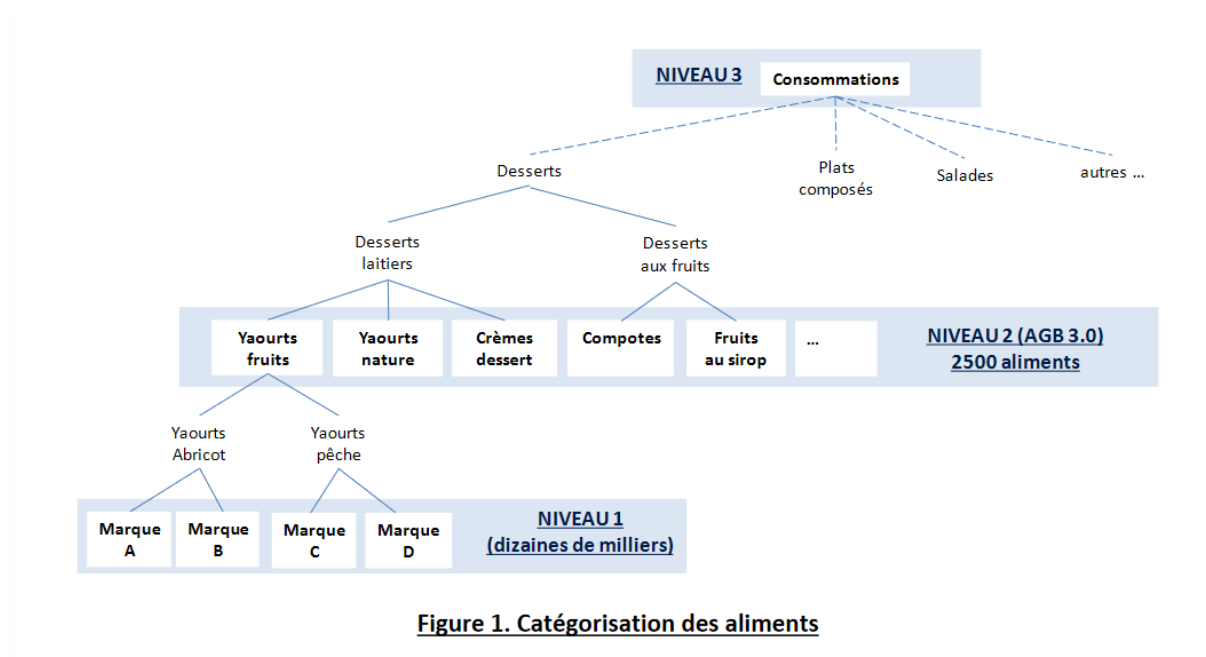 NIVEAU 3
Consommations
Desserts
Plats
composés
Salades
autres ...
Desserts
laitiers
Desserts
aux fruits
Yaourts
fruits
Yaourts
nature
Crèmes
dessert
Compotes
Fruits
au sirop
...
NIVEAU 2 (AGB 3.0)
2500 aliments
Yaourts
Abricot
Yaourts
pêche
Marque
A
Marque
B
Marque
C
Marque
D
NIVEAU 1
(dizaines de milliers)
Figure 1. Catégorisation des aliments